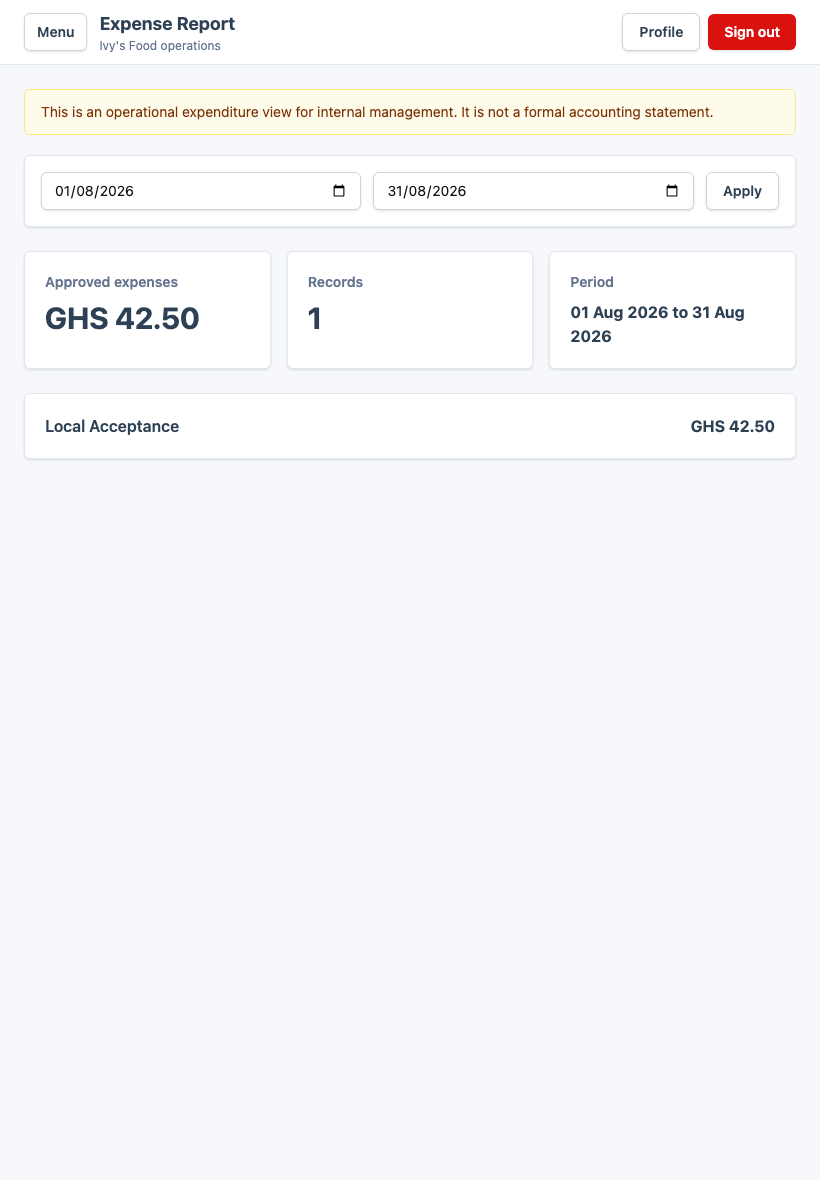 Menu
Expense Report
Ivy's Food operations
Profile
Sign out
This is an operational expenditure view for internal management. It is not a formal accounting statement.
01/08/2026
31/08/2026
Apply
Approved expenses
GHS 42.50
Records
1
Period
01 Aug 2026 to 31 Aug
2026
Local Acceptance
GHS 42.50